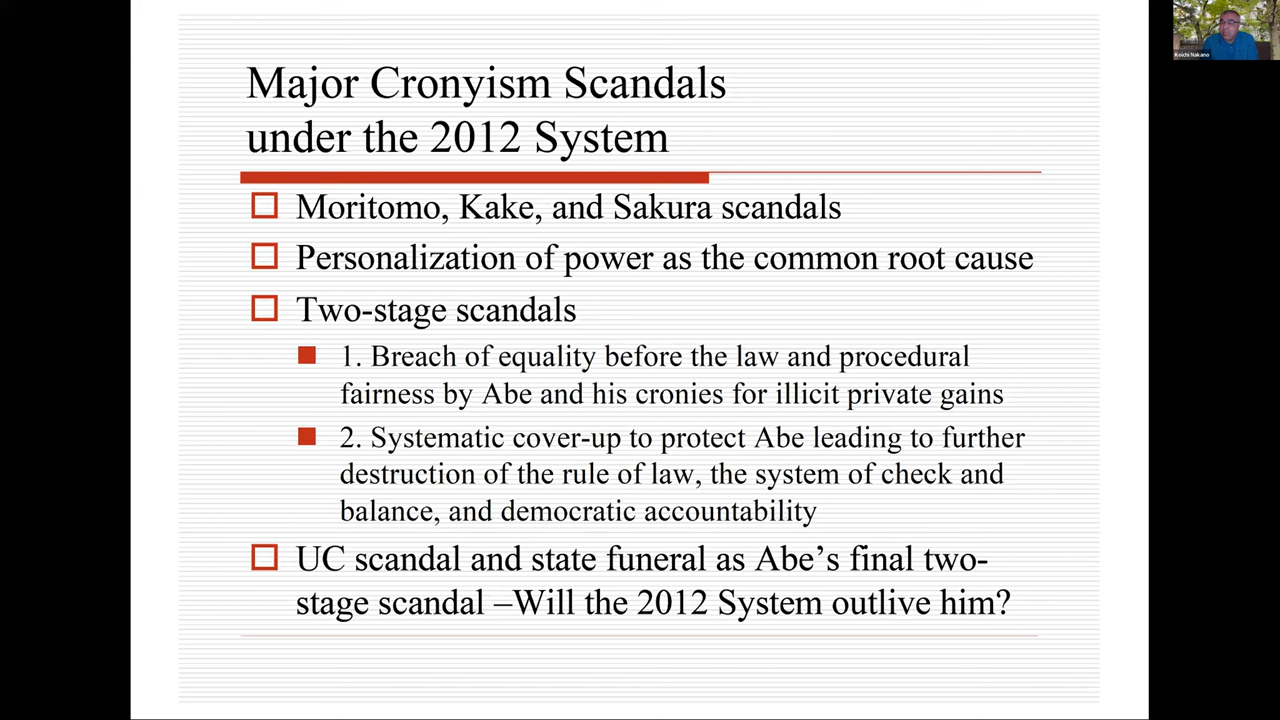 Major Cronyism Scandals
under the 2012 System
Moritomo, Kake, and Sakura scandals
Personalization of power as the common root cause
Two-stage scandals
1. Breach of equality before the law and procedural
fairness by Abe and his cronies for illicit private gains
2. Systematic cover-up to protect Abe leading to further
destruction of the rule of law, the system of check and
balance, and democratic accountability
UC scandal and state funeral as Abe’s final two-
stage scandal –Will the 2012 System outlive him?
Koichi Nakano